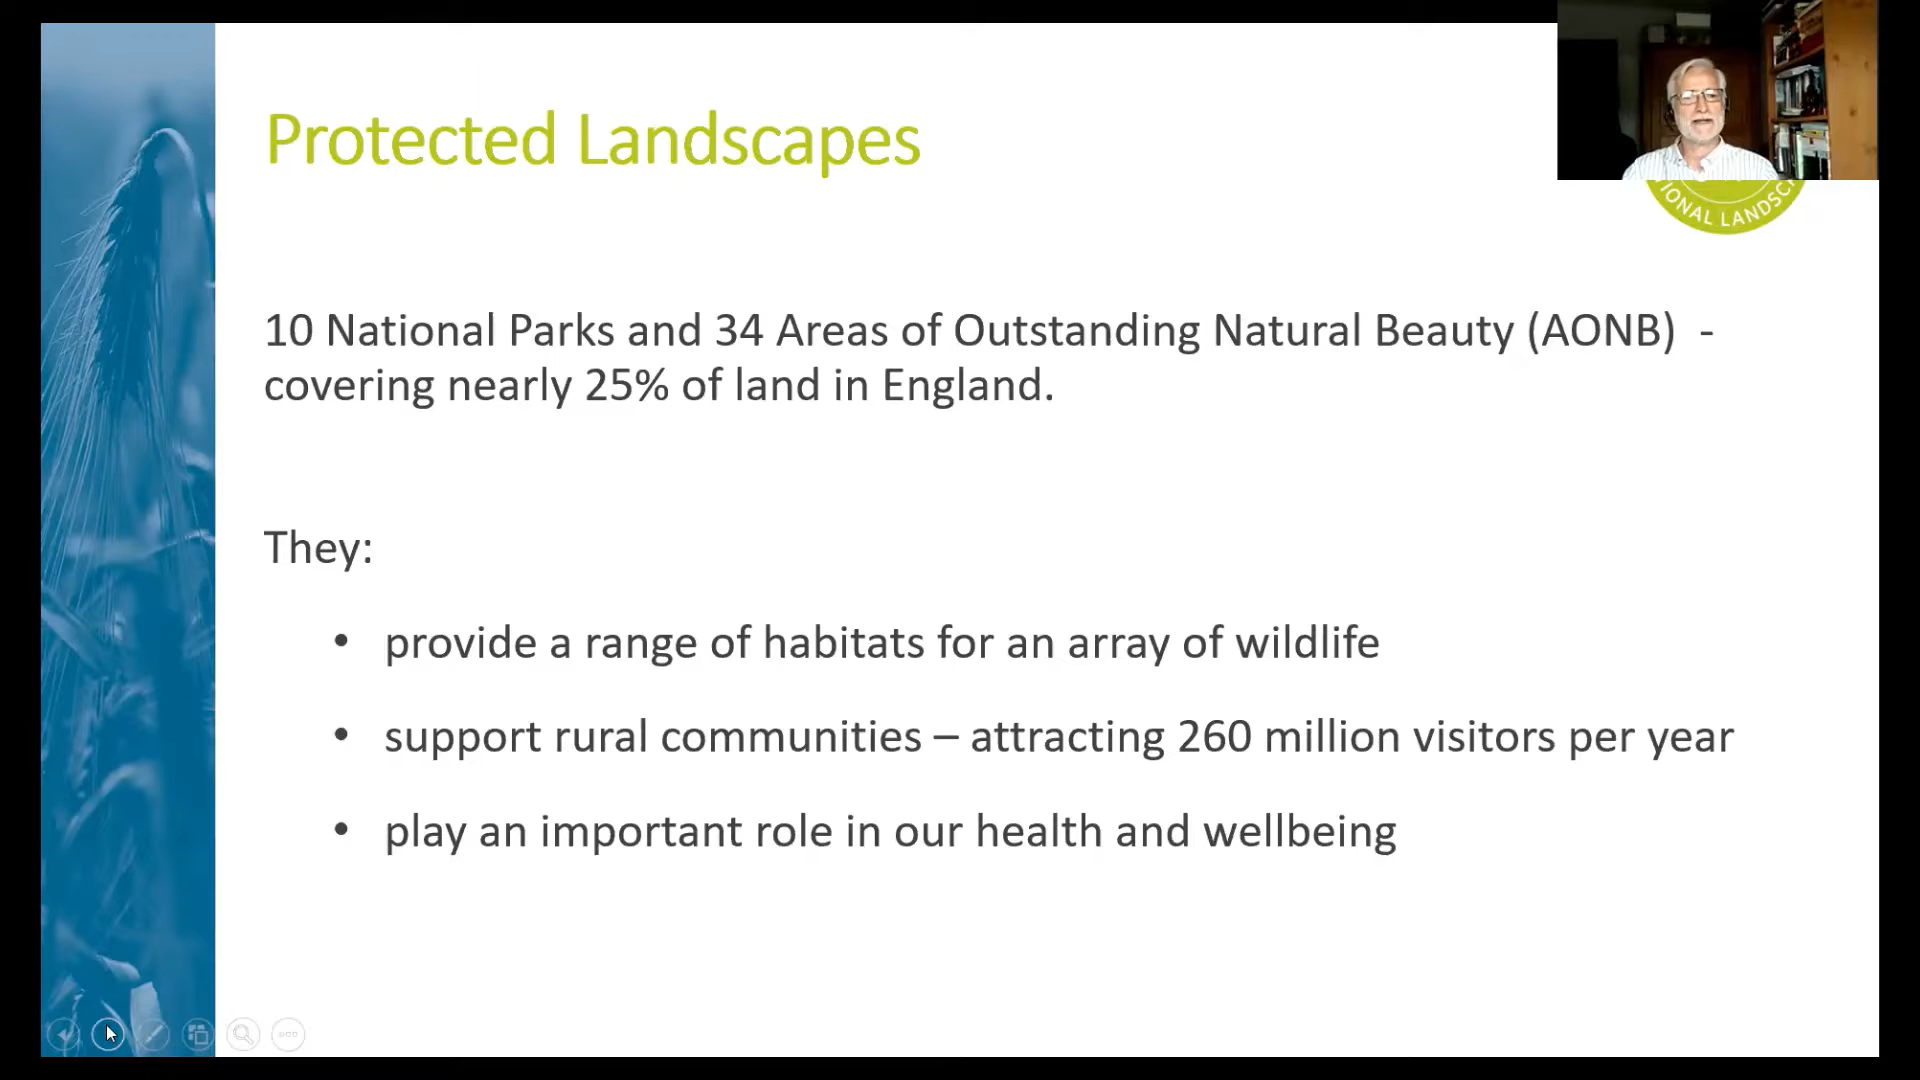 Protected Landscapes
IONAL LANDSC
10 National Parks and 34 Areas of Outstanding Natural Beauty (AONB) -
covering nearly 25% of land in England.
They:
• provide a range of habitats for an array of wildlife
• support rural communities – attracting 260 million visitors per year
• play an important role in our health and wellbeing